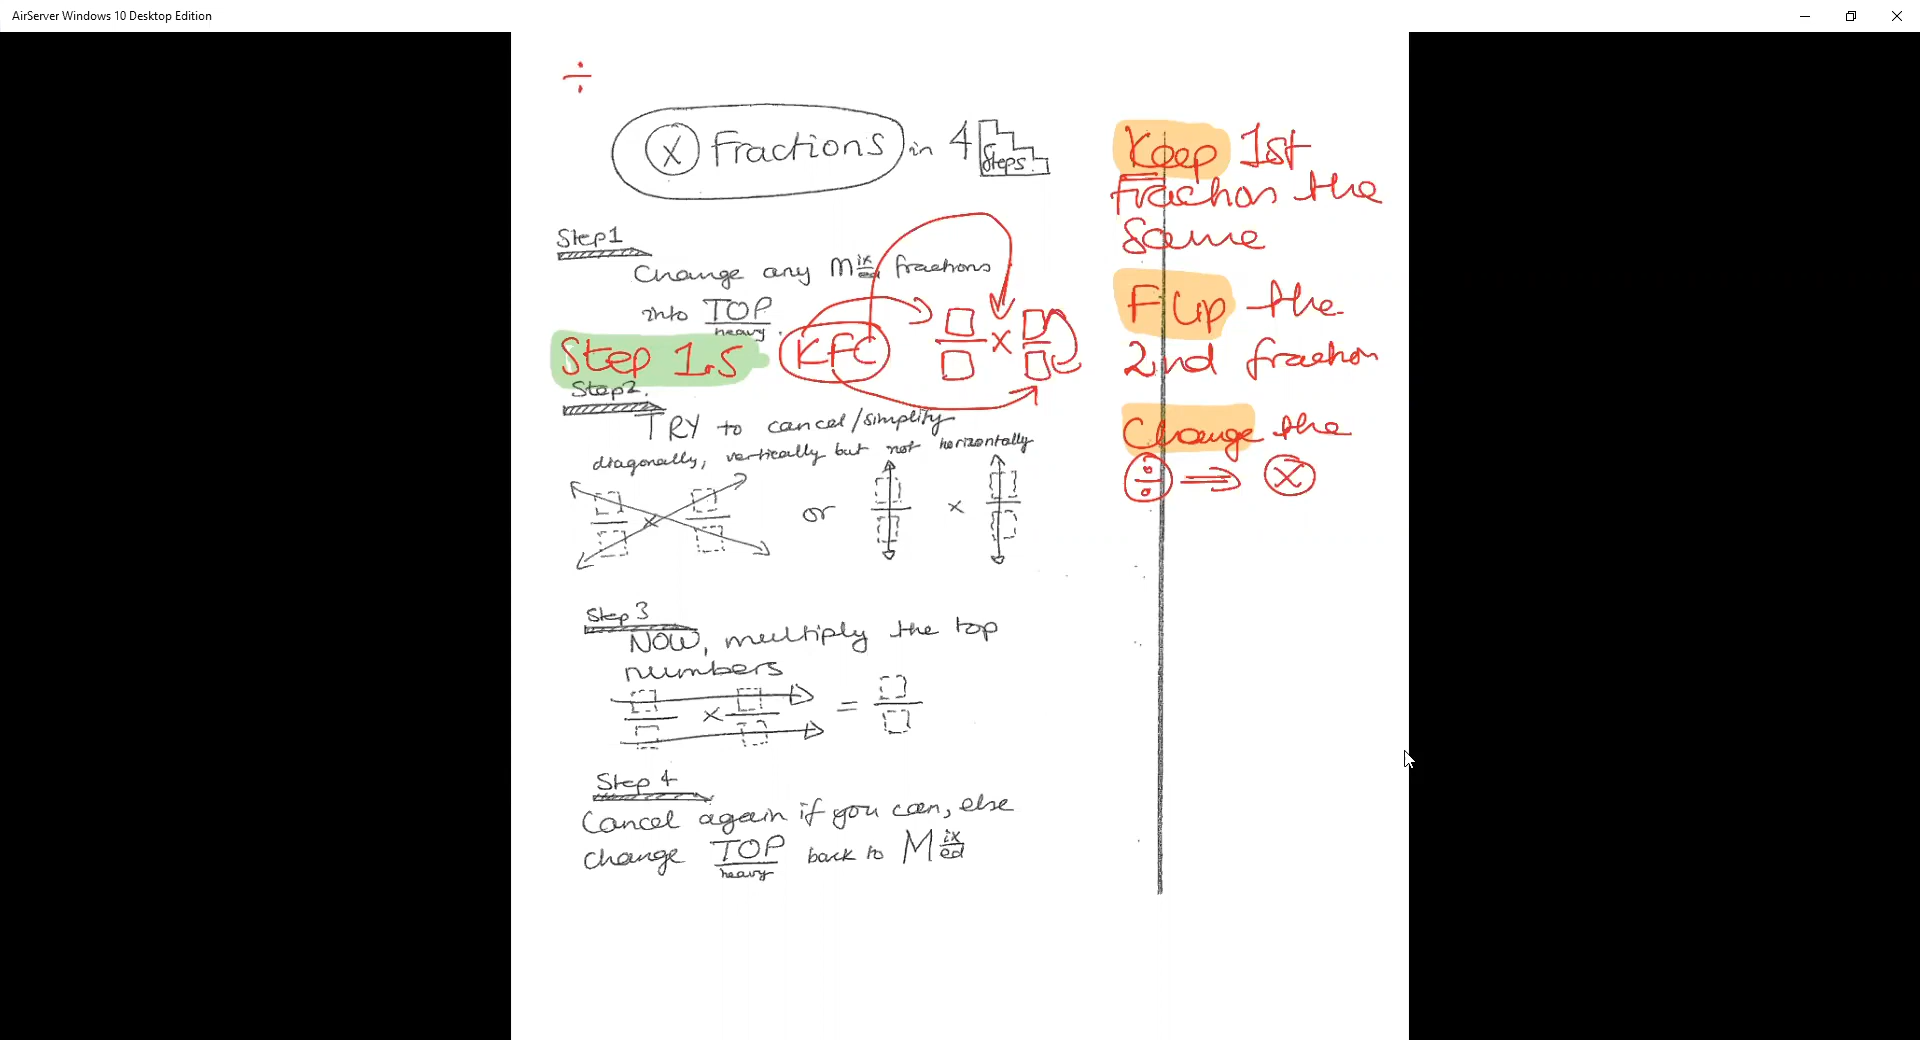 AirServer Windows 10 Desktop Edition
÷
x Fractions in 4 Steps
Step 1
Change any Mixed fractions
into TOP heavy.
Step 1.5 KFC □/□ x □/□
Step 2.
TRY to cancel/simplify
diagonally, vertically but not horizontally
x or x
Step 3
NOW, multiply the top
numbers
x =
Step 4
Cancel again if you can, else
change TOP heavy back to Mixed
Keep 1st
fraction the
same
Flip the
2nd fraction
Change the
÷ ⇒ x